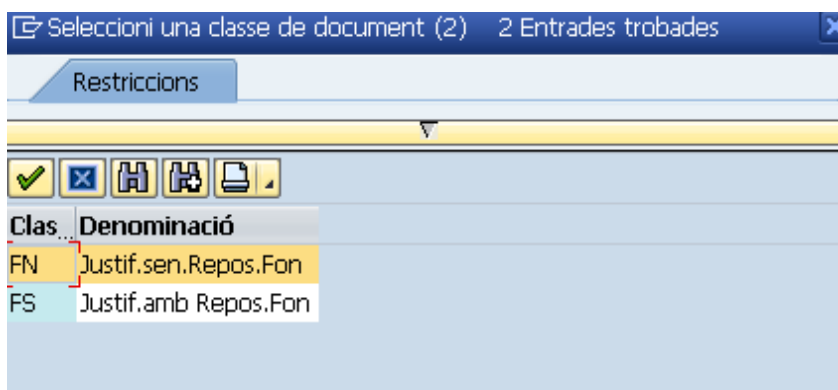 Seleccioni una classe de document (2) 2 Entrades trobades
Restriccions
Clas... Denominació
FN Justif.sen.Repos.Fon
FS Justif.amb Repos.Fon